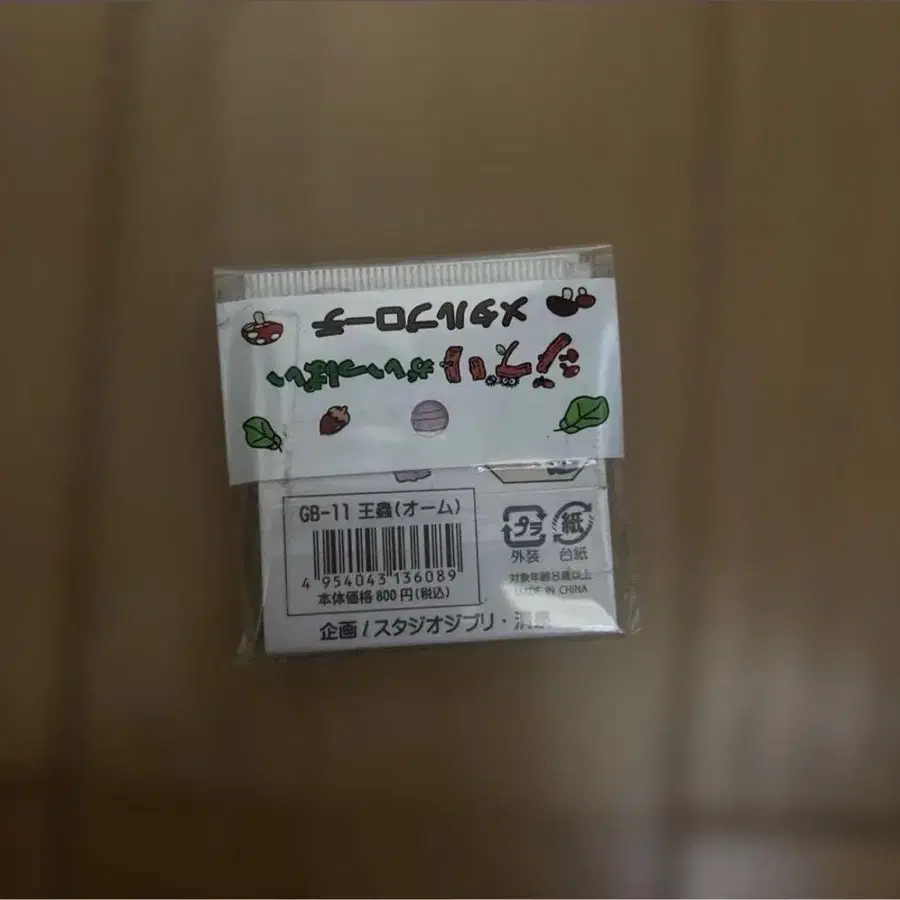 メタルブローチ
ジブリがいっぱい
GB-11 王蟲(オーム)
4 954043 136089
本体価格 800円(税込)
プラ
外装
紙
台紙
対象年齢8歳以上
MADE IN CHINA
企画/スタジオジブリ・